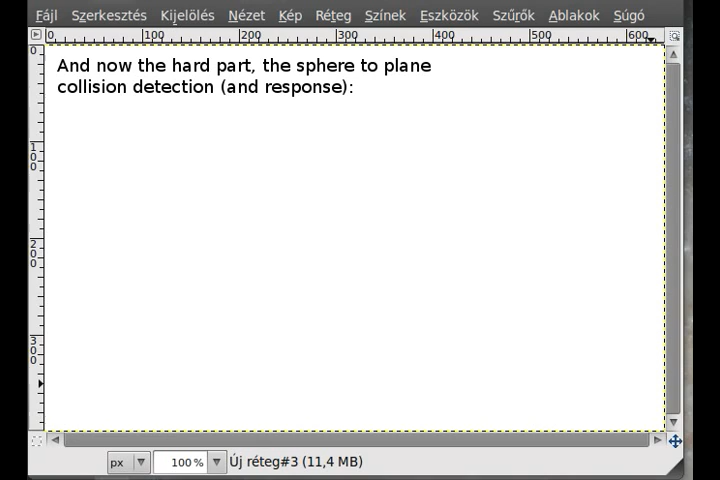 Fájl Szerkesztés Kijelölés Nézet Kép Réteg Színek Eszközök Szűrők Ablakok Súgó
0 100 200 300 400 500 600
0
100
200
300
And now the hard part, the sphere to plane
collision detection (and response):
px 100% Új réteg#3 (11,4 MB)